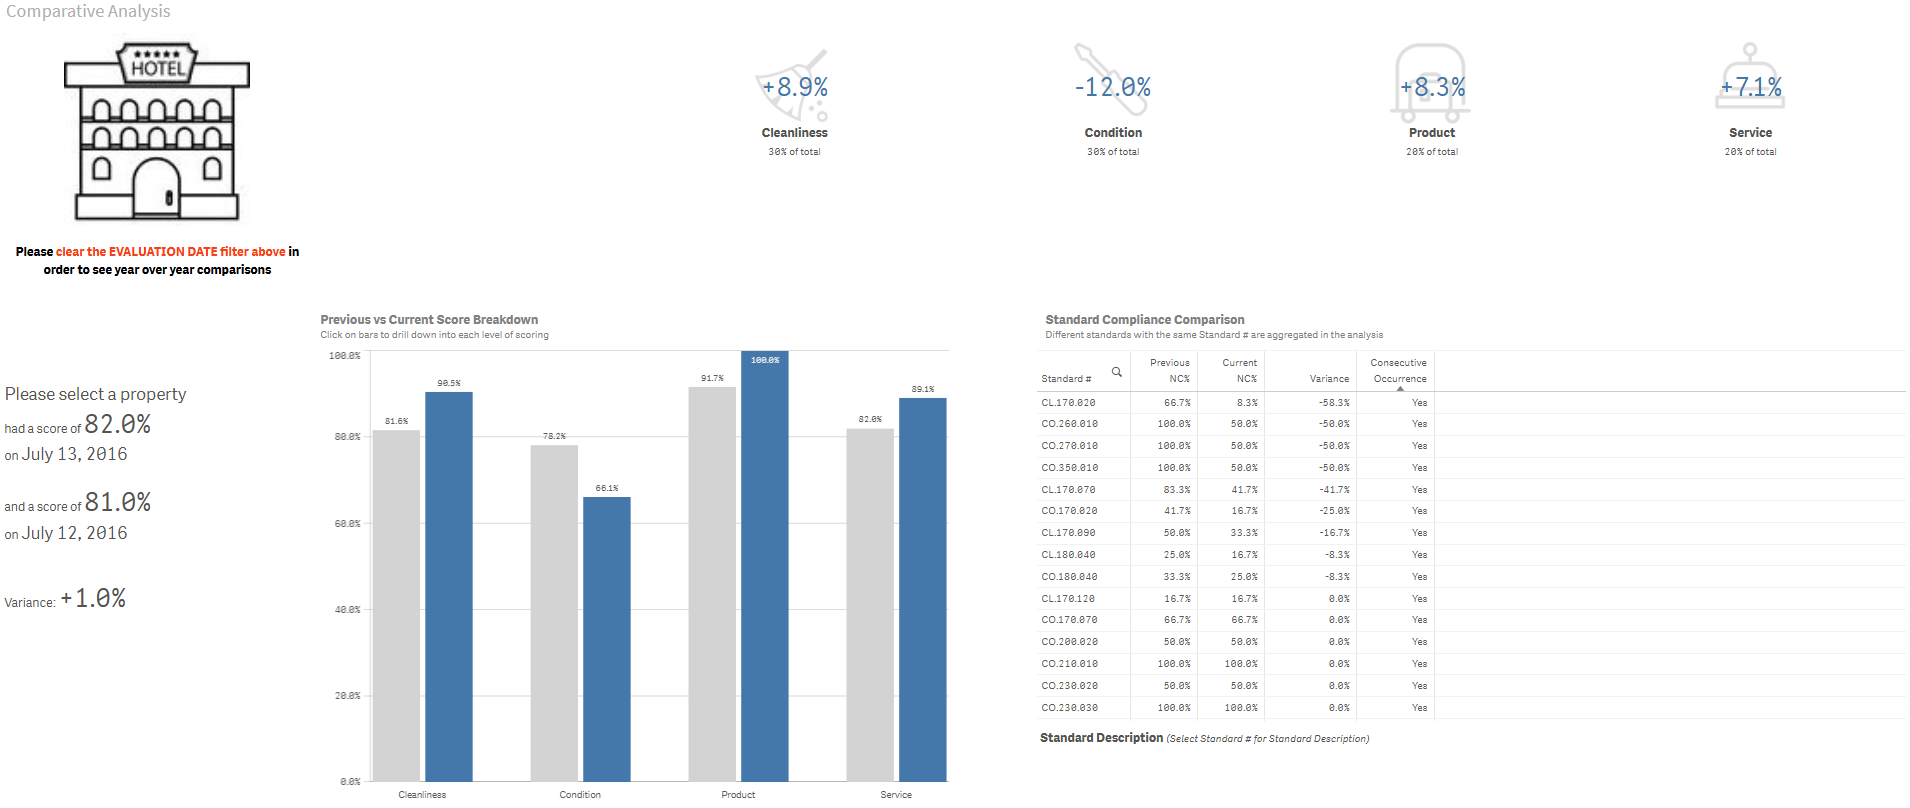 Comparative Analysis
★★★★★
HOTEL
Please clear the EVALUATION DATE filter above in
order to see year over year comparisons
+8.9%
Cleanliness
30% of total
-12.0%
Condition
30% of total
+8.3%
Product
20% of total
+7.1%
Service
20% of total
Please select a property
had a score of 82.0%
on July 13, 2016
and a score of 81.0%
on July 12, 2016
Variance: +1.0%
Previous vs Current Score Breakdown
Click on bars to drill down into each level of scoring
100.0%
80.0%
60.0%
40.0%
20.0%
0.0%
81.6%
90.5%
78.2%
66.1%
91.7%
100.0%
82.0%
89.1%
Cleanliness
Condition
Product
Service
Standard Compliance Comparison
Different standards with the same Standard # are aggregated in the analysis
Standard # Previous NC% Current NC% Variance Consecutive Occurrence
CL.170.020 66.7% 8.3% -58.3% Yes
CO.260.010 100.0% 50.0% -50.0% Yes
CO.270.010 100.0% 50.0% -50.0% Yes
CO.350.010 100.0% 50.0% -50.0% Yes
CL.170.070 83.3% 41.7% -41.7% Yes
CO.170.020 41.7% 16.7% -25.0% Yes
CL.170.090 50.0% 33.3% -16.7% Yes
CL.180.040 25.0% 16.7% -8.3% Yes
CO.180.040 33.3% 25.0% -8.3% Yes
CL.170.120 16.7% 16.7% 0.0% Yes
CO.170.070 66.7% 66.7% 0.0% Yes
CO.200.020 50.0% 50.0% 0.0% Yes
CO.210.010 100.0% 100.0% 0.0% Yes
CO.230.020 50.0% 50.0% 0.0% Yes
CO.230.030 100.0% 100.0% 0.0% Yes
Standard Description (Select Standard # for Standard Description)